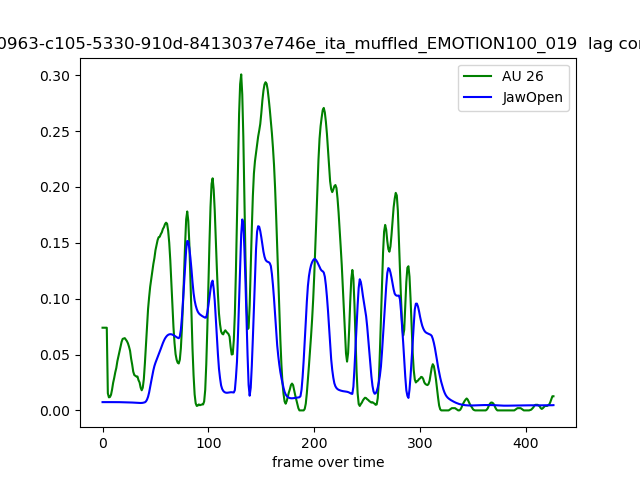 0963-c105-5330-910d-8413037e746e_ita_muffled_EMOTION100_019 lag
AU 26
JawOpen
0.30
0.25
0.20
0.15
0.10
0.05
0.00
0 100 200 300 400
frame over time